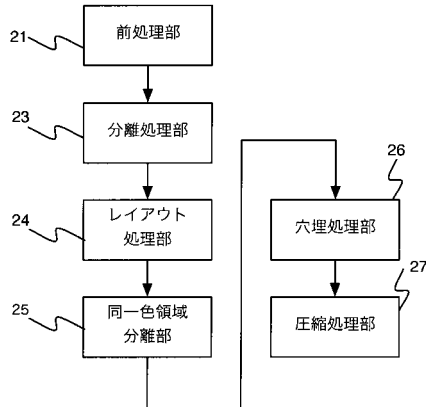 21
前処理部
23
分離処理部
24
レイアウト
処理部
25
同一色領域
分離部
26
穴埋処理部
27
圧縮処理部